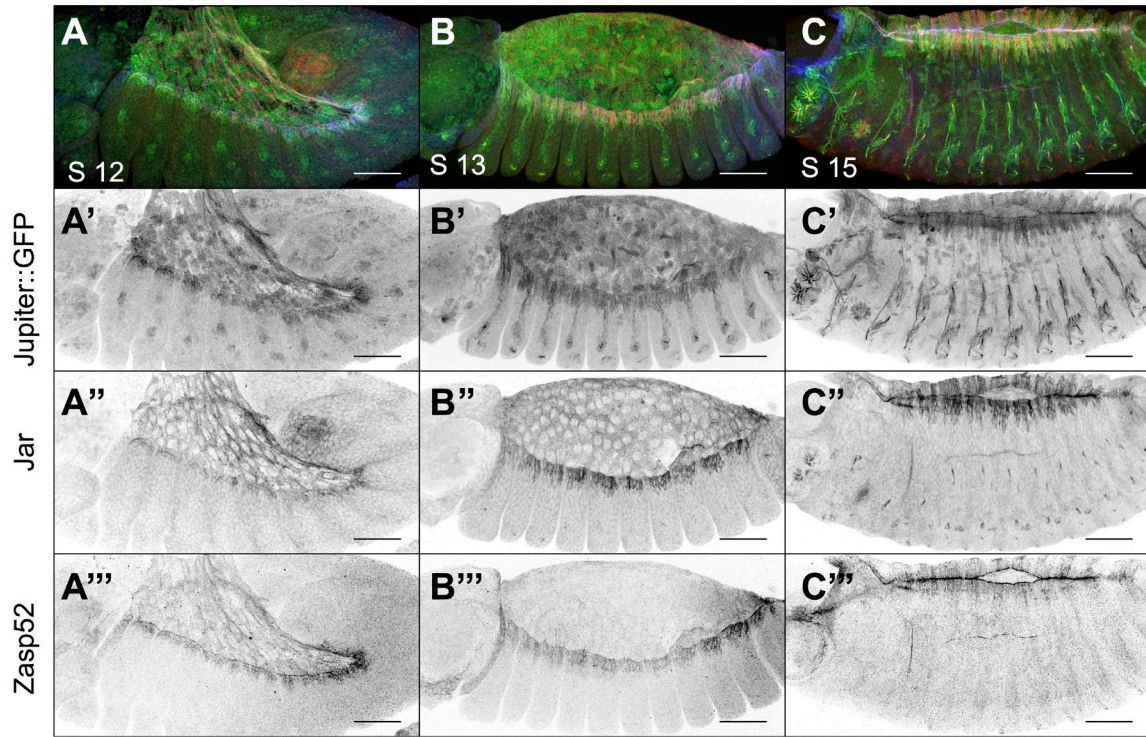 A
S 12
B
S 13
C
S 15
Jupiter::GFP
A’
B’
C’
Jar
A”
B”
C”
Zasp52
A”’
B”’
C”’